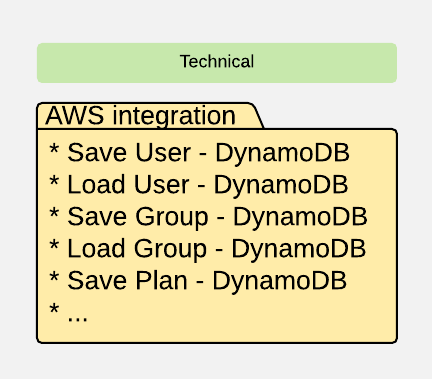 Technical
AWS integration
* Save User - DynamoDB
* Load User - DynamoDB
* Save Group - DynamoDB
* Load Group - DynamoDB
* Save Plan - DynamoDB
* ...